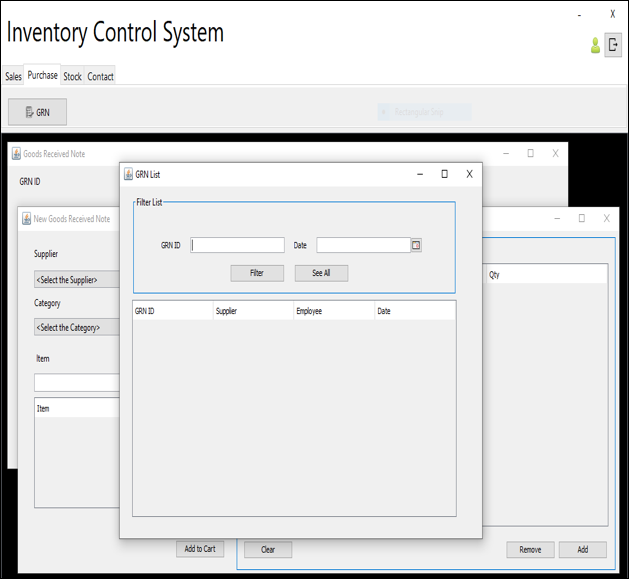 Inventory Control System
Sales Purchase Stock Contact
GRN
Goods Received Note
GRN ID
GRN List
Filter List
GRN ID Date
Filter See All
GRN ID Supplier Employee Date
New Goods Received Note
Supplier
<Select the Supplier>
Category
<Select the Category>
Item
Item
Qty
Add to Cart Clear Remove Add